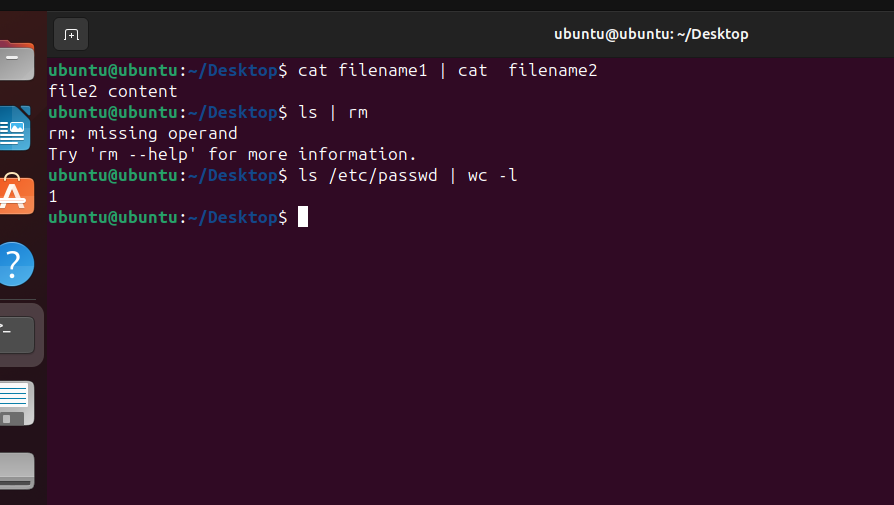 ubuntu@ubuntu: ~/Desktop
ubuntu@ubuntu:~/Desktop$ cat filename1 | cat  filename2
file2 content
ubuntu@ubuntu:~/Desktop$ ls | rm
rm: missing operand
Try 'rm --help' for more information.
ubuntu@ubuntu:~/Desktop$ ls /etc/passwd | wc -l
1
ubuntu@ubuntu:~/Desktop$